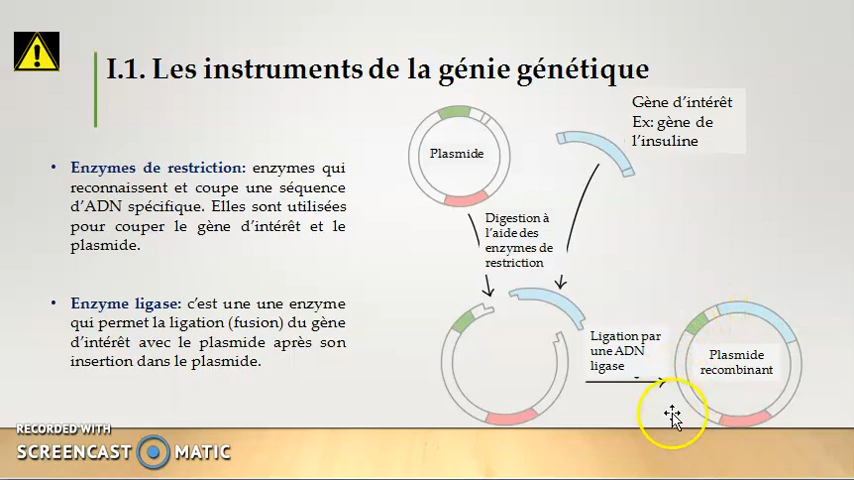 I.1. Les instruments de la génie génétique
• Enzymes de restriction: enzymes qui
reconnaissent et coupe une séquence
d'ADN spécifique. Elles sont utilisées
pour couper le gène d'intérêt et le
plasmide.
• Enzyme ligase: c'est une une enzyme
qui permet la ligation (fusion) du gène
d'intérêt avec le plasmide après son
insertion dans le plasmide.
Plasmide
Gène d'intérêt
Ex: gène de
l'insuline
Digestion à
l'aide des
enzymes de
restriction
Ligation par
une ADN
ligase
Plasmide
recombinant
RECORDED WITH
SCREENCAST MATIC